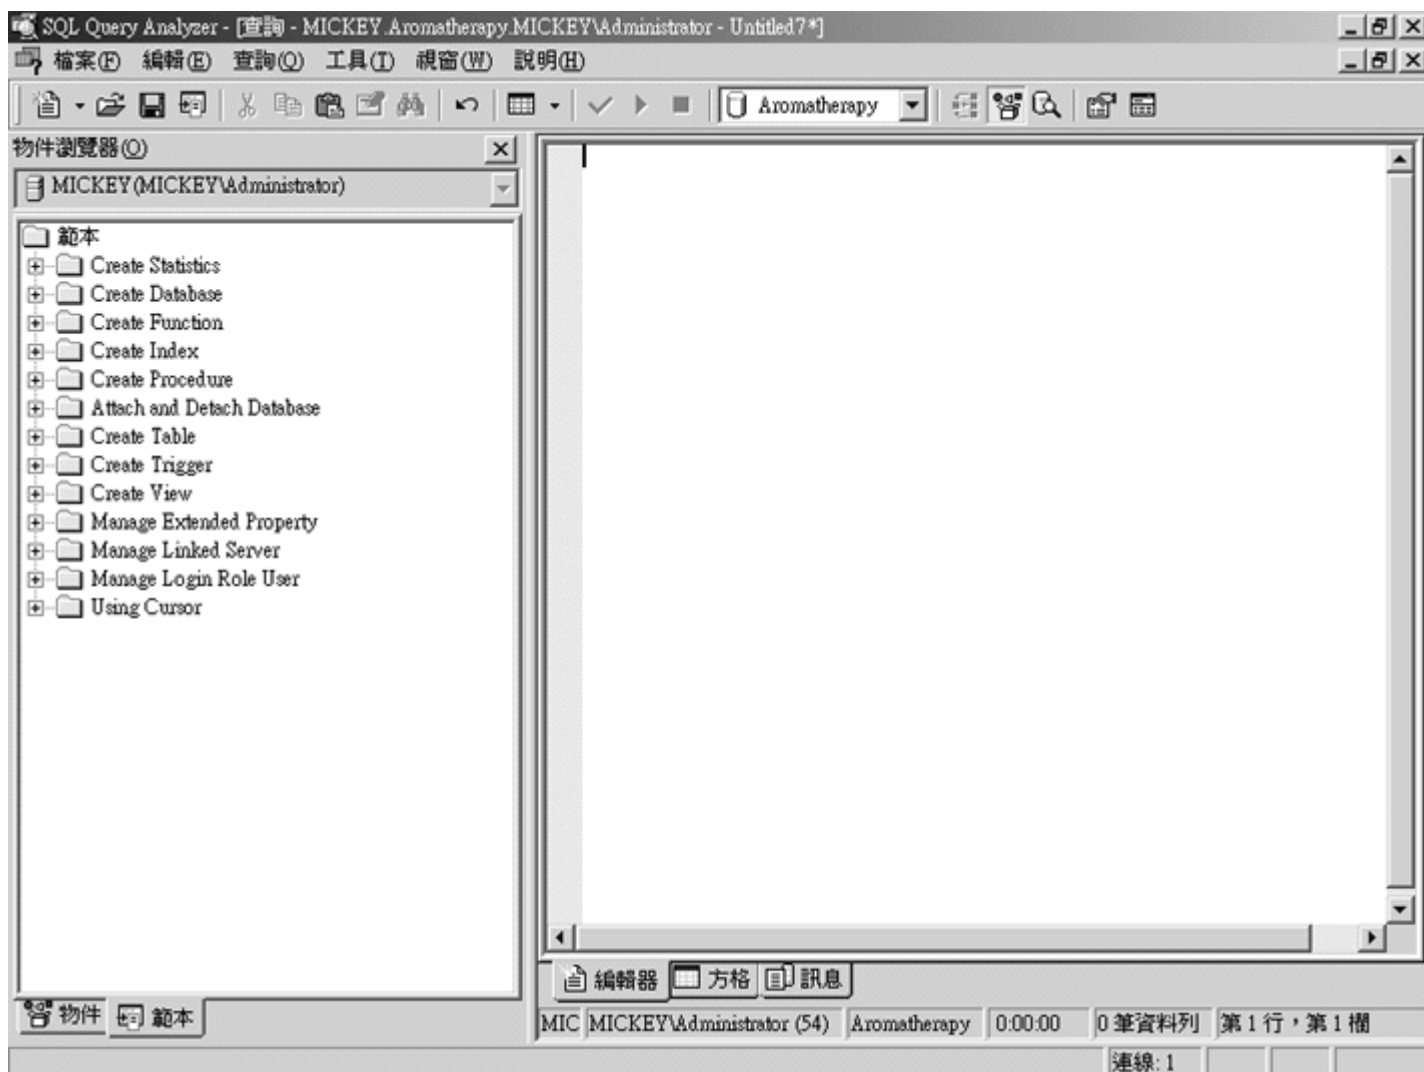 SQL Query Analyzer - [查詢 - MICKEY.Aromatherapy.MICKEY\Administrator - Untitled7*]
檔案(F) 編輯(E) 查詢(Q) 工具(T) 視窗(W) 說明(H)
Aromatherapy
物件瀏覽器(O)
MICKEY(MICKEY\Administrator)
範本
Create Statistics
Create Database
Create Function
Create Index
Create Procedure
Attach and Detach Database
Create Table
Create Trigger
Create View
Manage Extended Property
Manage Linked Server
Manage Login Role User
Using Cursor
物件 範本
編輯器 方格 訊息
MIC MICKEY\Administrator (54) Aromatherapy 0:00:00 0 筆資料列 第 1 行，第 1 欄
連線: 1